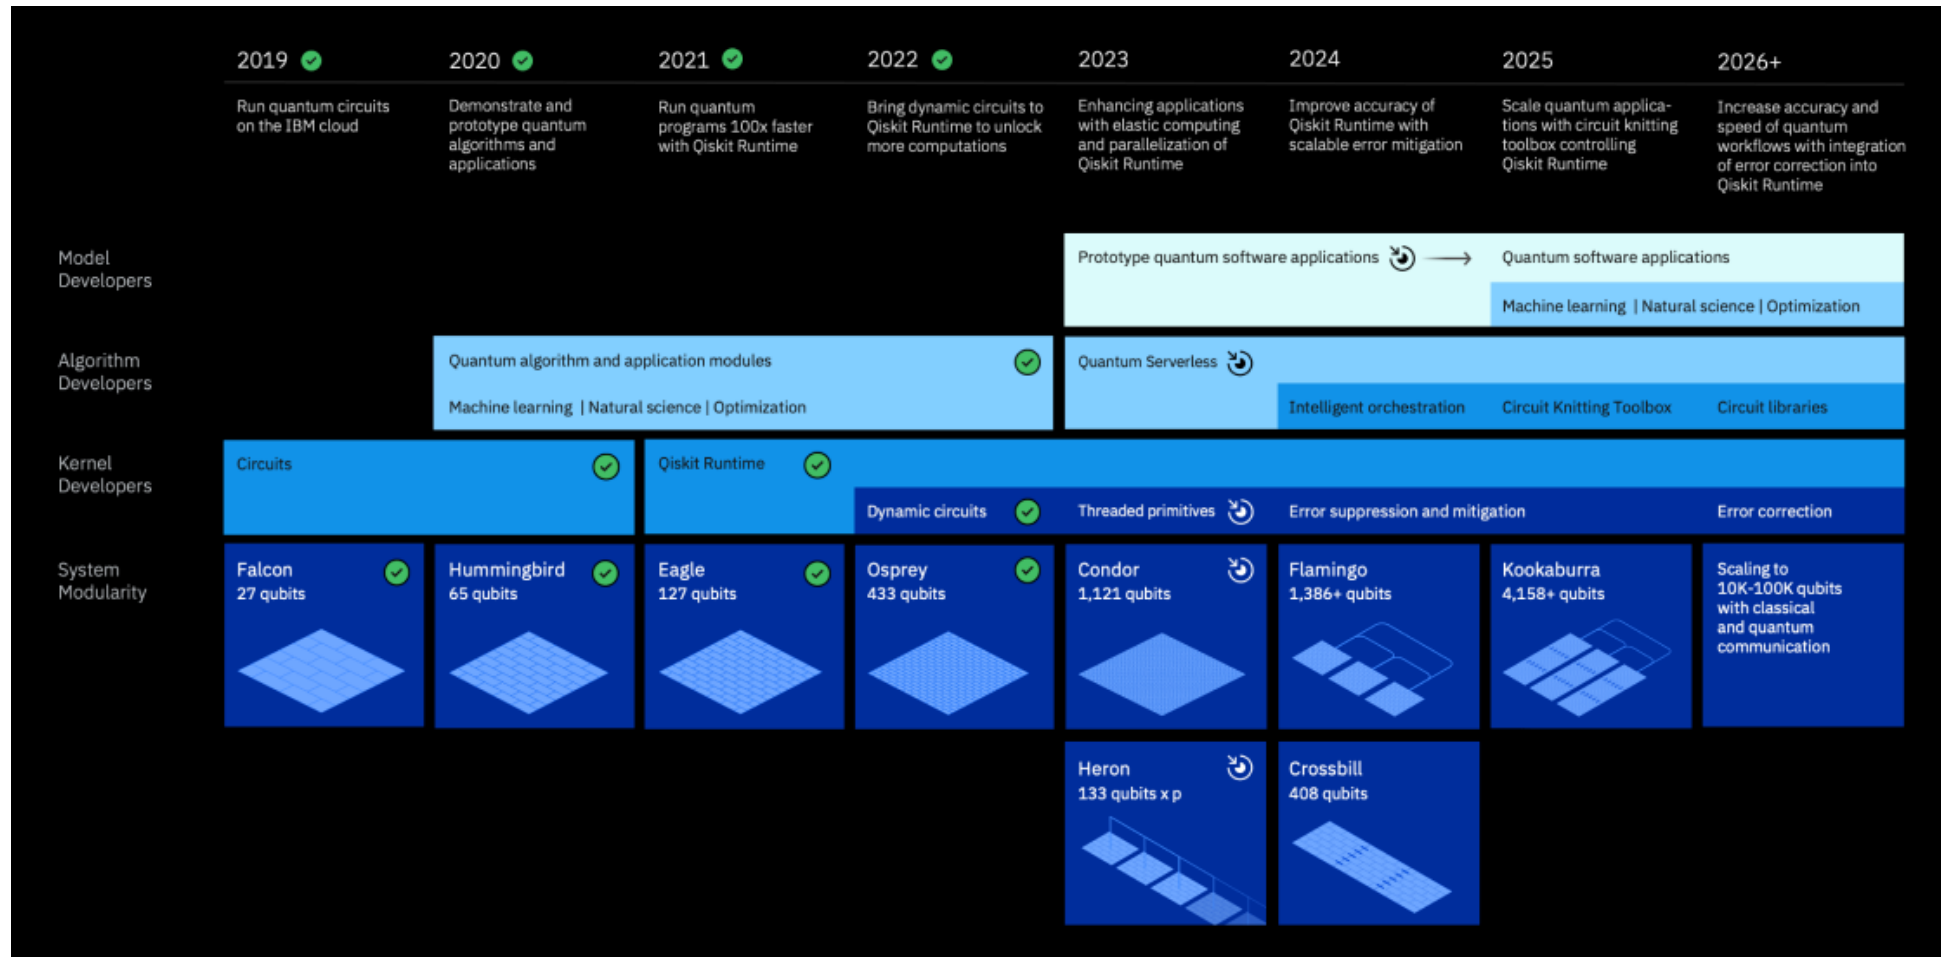 2019
2020
2021
2022
2023
2024
2025
2026+
Run quantum circuits
on the IBM cloud
Demonstrate and
prototype quantum
algorithms and
applications
Run quantum
programs 100x faster
with Qiskit Runtime
Bring dynamic circuits to
Qiskit Runtime to unlock
more computations
Enhancing applications
with elastic computing
and parallelization of
Qiskit Runtime
Improve accuracy of
Qiskit Runtime with
scalable error mitigation
Scale quantum applica-
tions with circuit knitting
toolbox controlling
Qiskit Runtime
Increase accuracy and
speed of quantum
workflows with integration
of error correction into
Qiskit Runtime
Model
Developers
Prototype quantum software applications
Quantum software applications
Machine learning | Natural science | Optimization
Algorithm
Developers
Quantum algorithm and application modules
Machine learning | Natural science | Optimization
Quantum Serverless
Intelligent orchestration
Circuit Knitting Toolbox
Circuit libraries
Kernel
Developers
Circuits
Qiskit Runtime
Dynamic circuits
Threaded primitives
Error suppression and mitigation
Error correction
System
Modularity
Falcon
27 qubits
Hummingbird
65 qubits
Eagle
127 qubits
Osprey
433 qubits
Condor
1,121 qubits
Flamingo
1,386+ qubits
Kookaburra
4,158+ qubits
Scaling to
10K-100K qubits
with classical
and quantum
communication
Heron
133 qubits x p
Crossbill
408 qubits